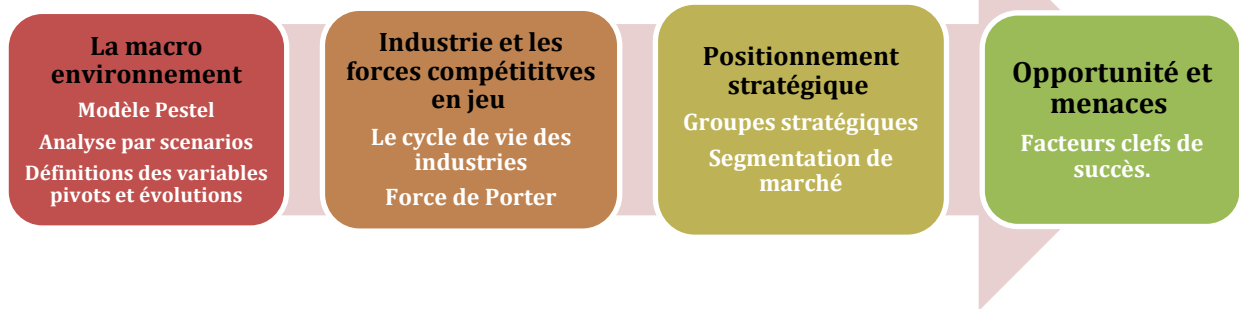 La macro
environnement
Modèle Pestel
Analyse par scenarios
Définitions des variables
pivots et évolutions
Industrie et les
forces compétititves
en jeu
Le cycle de vie des
industries
Force de Porter
Positionnement
stratégique
Groupes stratégiques
Segmentation de
marché
Opportunité et
menaces
Facteurs clefs de
succès.